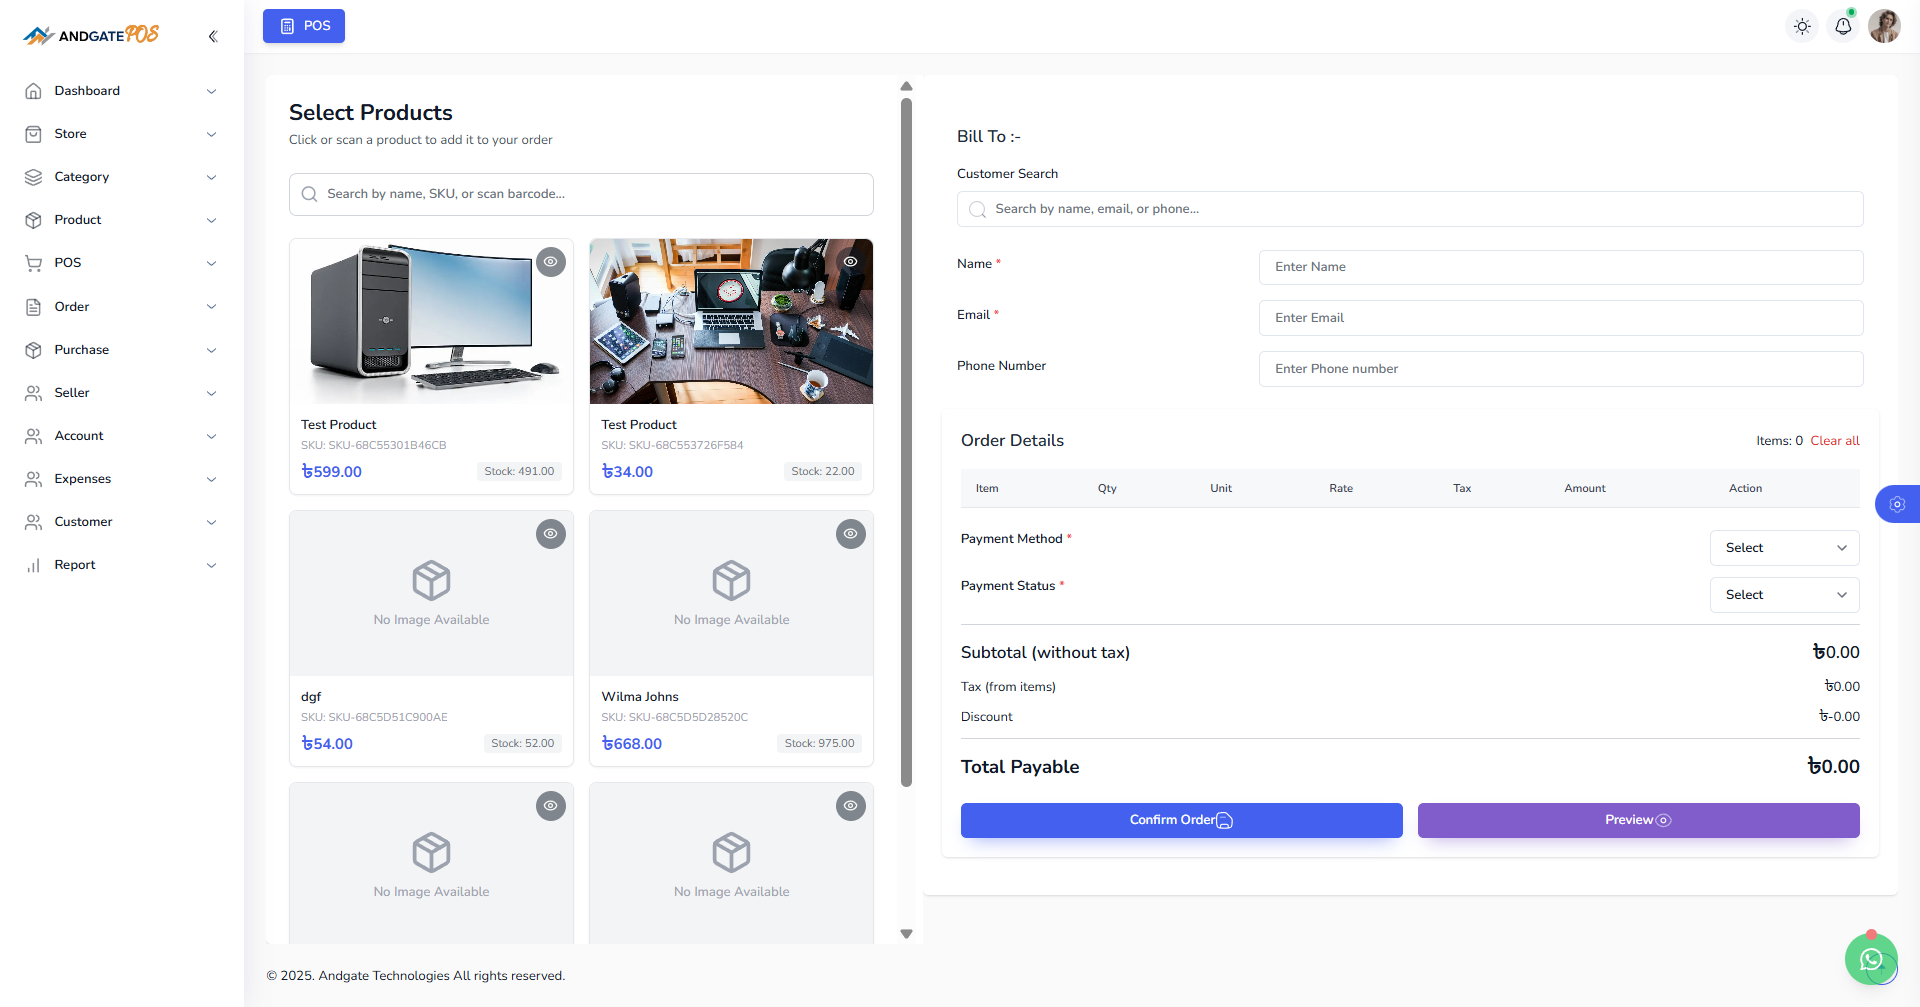 ANDGATE POS
POS
Dashboard
Store
Category
Product
POS
Order
Purchase
Seller
Account
Expenses
Customer
Report
Select Products
Click or scan a product to add it to your order
Search by name, SKU, or scan barcode...
Test Product
SKU: SKU-68C55301B46CB
৳599.00
Stock: 491.00
Test Product
SKU: SKU-68C553726F584
৳34.00
Stock: 22.00
No Image Available
dgf
SKU: SKU-68C5D51C900AE
৳54.00
Stock: 52.00
No Image Available
Wilma Johns
SKU: SKU-68C5D5D28520C
৳668.00
Stock: 975.00
No Image Available
No Image Available
Bill To :-
Customer Search
Search by name, email, or phone...
Name *
Enter Name
Email *
Enter Email
Phone Number
Enter Phone number
Order Details
Items: 0 Clear all
Item Qty Unit Rate Tax Amount Action
Payment Method *
Select
Payment Status *
Select
Subtotal (without tax) ৳0.00
Tax (from items) ৳0.00
Discount ৳-0.00
Total Payable ৳0.00
Confirm Order
Preview
© 2025. Andgate Technologies All rights reserved.